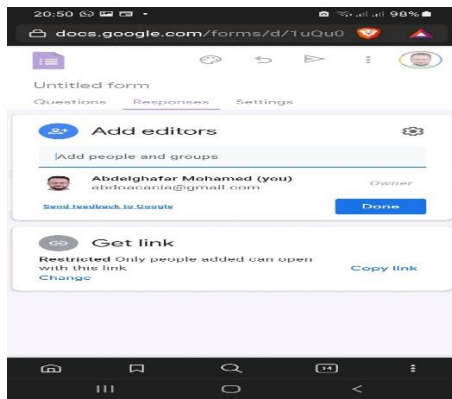 20:50
98%
docs.google.com/forms/d/1uQu0
Untitled form
Questions Responses Settings
Add editors
Add people and groups
Abdelghafar Mohamed (you)
abdoacacia@gmail.com
Owner
Send feedback to Google
Done
Get link
Restricted Only people added can open
with this link
Change
Copy link
14